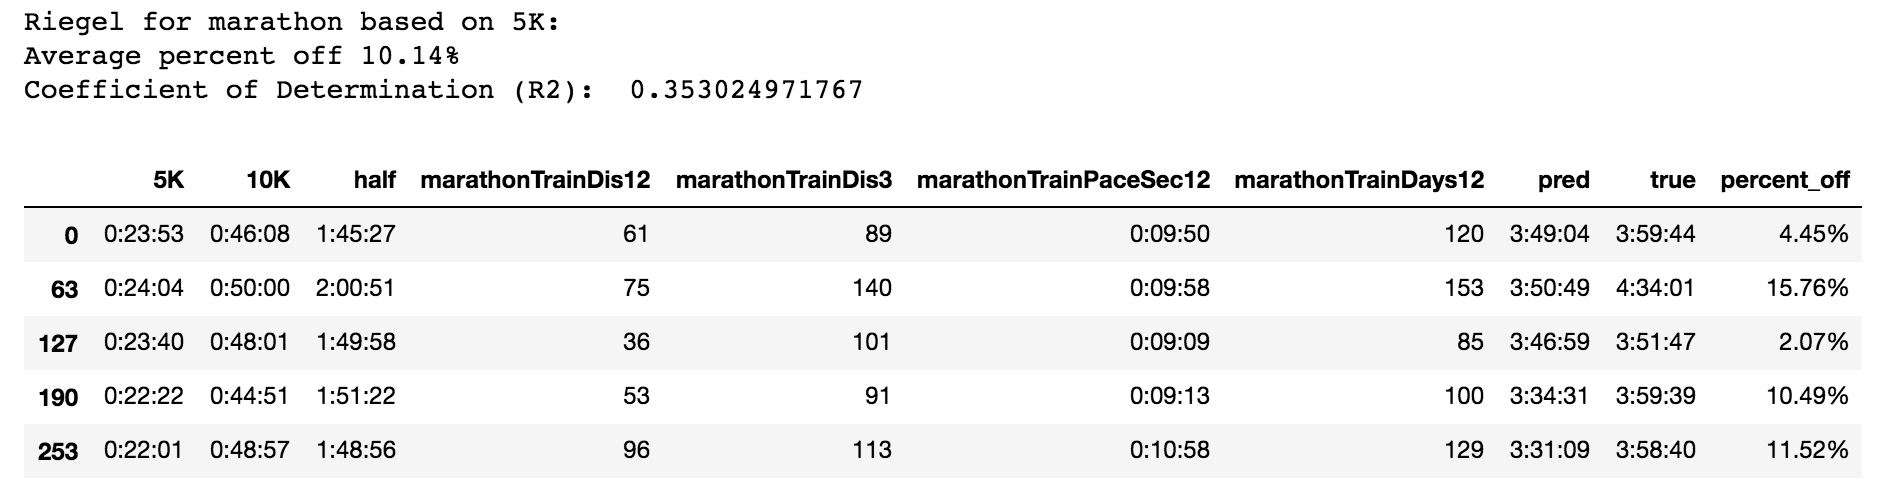 Riegel for marathon based on 5K:
Average percent off 10.14%
Coefficient of Determination (R2):  0.353024971767
5K 10K half marathonTrainDis12 marathonTrainDis3 marathonTrainPaceSec12 marathonTrainDays12 pred true percent_off
0 0:23:53 0:46:08 1:45:27 61 89 0:09:50 120 3:49:04 3:59:44 4.45%
63 0:24:04 0:50:00 2:00:51 75 140 0:09:58 153 3:50:49 4:34:01 15.76%
127 0:23:40 0:48:01 1:49:58 36 101 0:09:09 85 3:46:59 3:51:47 2.07%
190 0:22:22 0:44:51 1:51:22 53 91 0:09:13 100 3:34:31 3:59:39 10.49%
253 0:22:01 0:48:57 1:48:56 96 113 0:10:58 129 3:31:09 3:58:40 11.52%